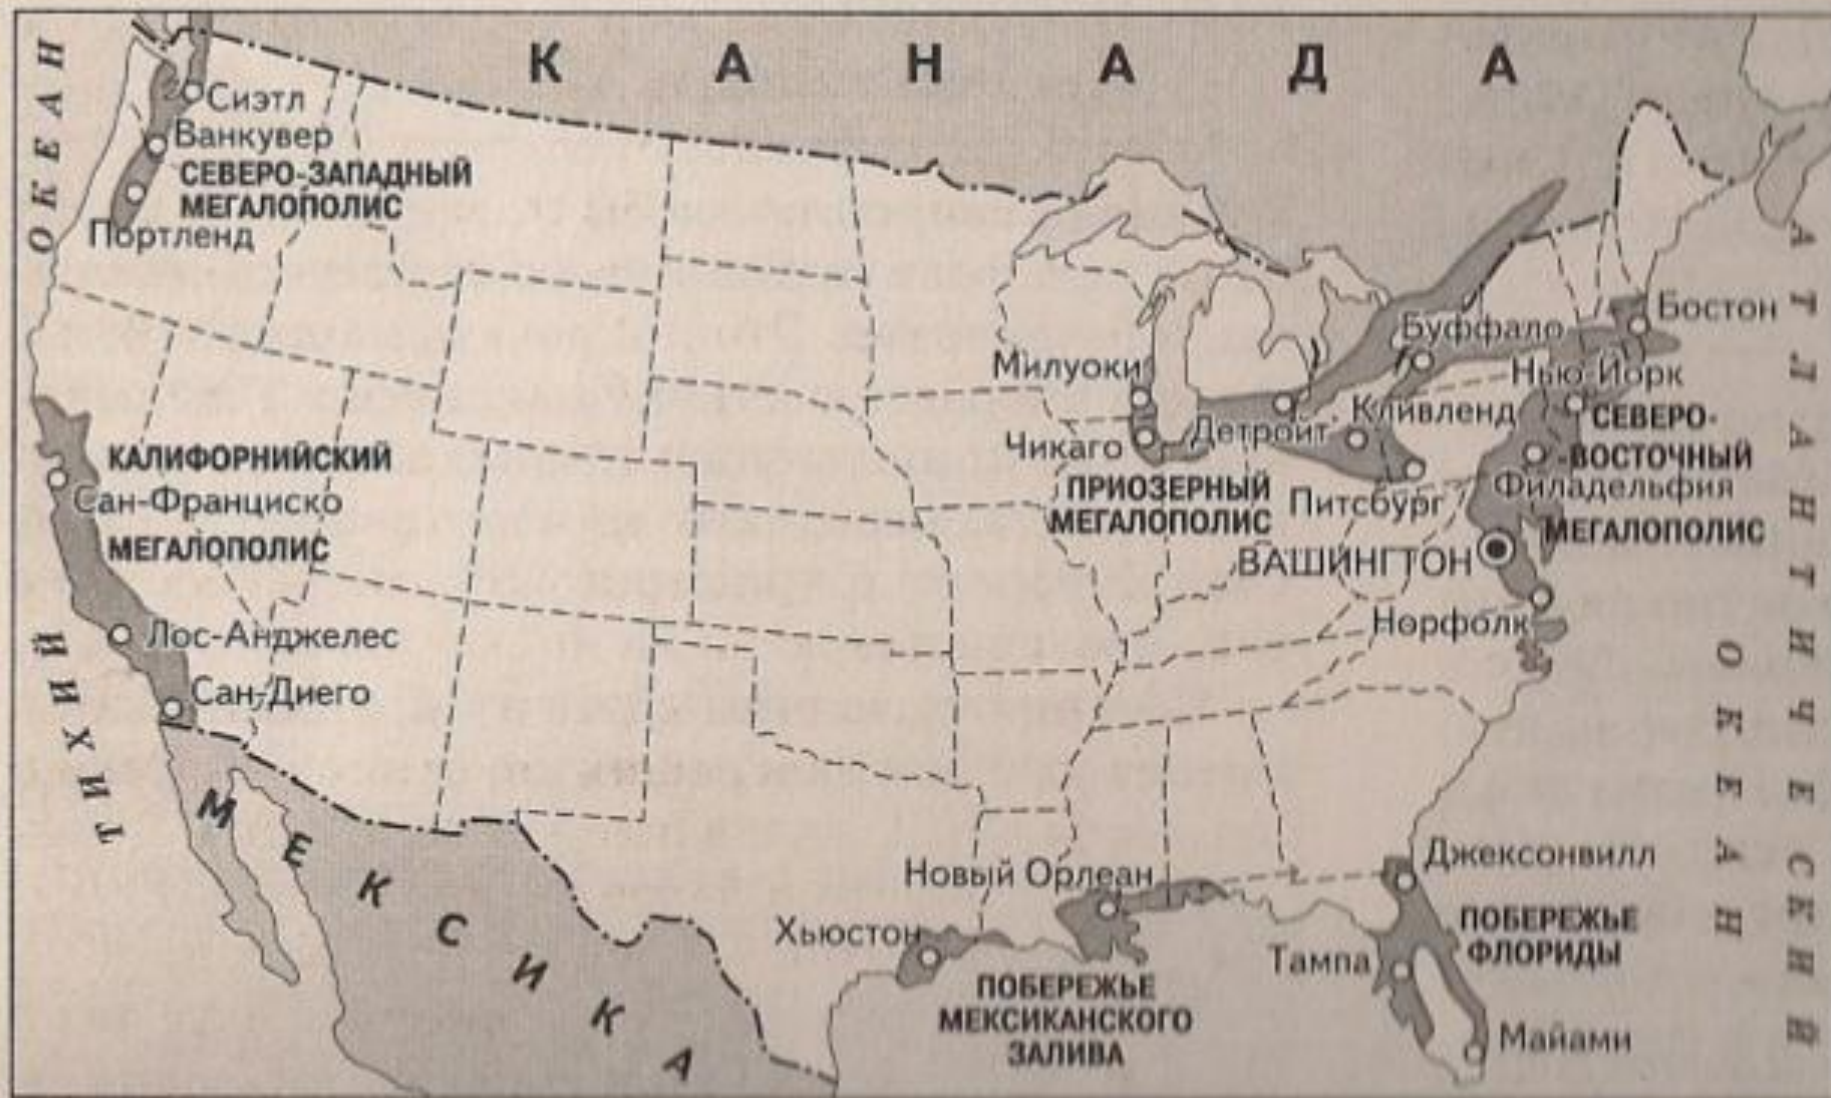 КАНАДА
ОКЕАН
Сиэтл
Ванкувер
СЕВЕРО-ЗАПАДНЫЙ
МЕГАЛОПОЛИС
Портленд
АТЛАНТИЧЕСКИЙ
Бостон
Буффало
Милуоки
Нью-Йорк
Кливленд
СЕВЕРО-
Детройт
Чикаго
КАЛИФОРНИЙСКИЙ
-ВОСТОЧНЫЙ
ПРИОЗЕРНЫЙ
Филадельфия
Сан-Франциско
Питсбург
МЕГАЛОПОЛИС
МЕГАЛОПОЛИС
МЕГАЛОПОЛИС
ВАШИНГТОН
Норфолк
Лос-Анджелес
ТИХИЙ
ОКЕАН
Сан-Диего
МЕКСИКА
Джексонвилл
Новый Орлеан
ПОБЕРЕЖЬЕ
ФЛОРИДЫ
Хьюстон
Тампа
ПОБЕРЕЖЬЕ
МЕКСИКАНСКОГО
ЗАЛИВА
Майами